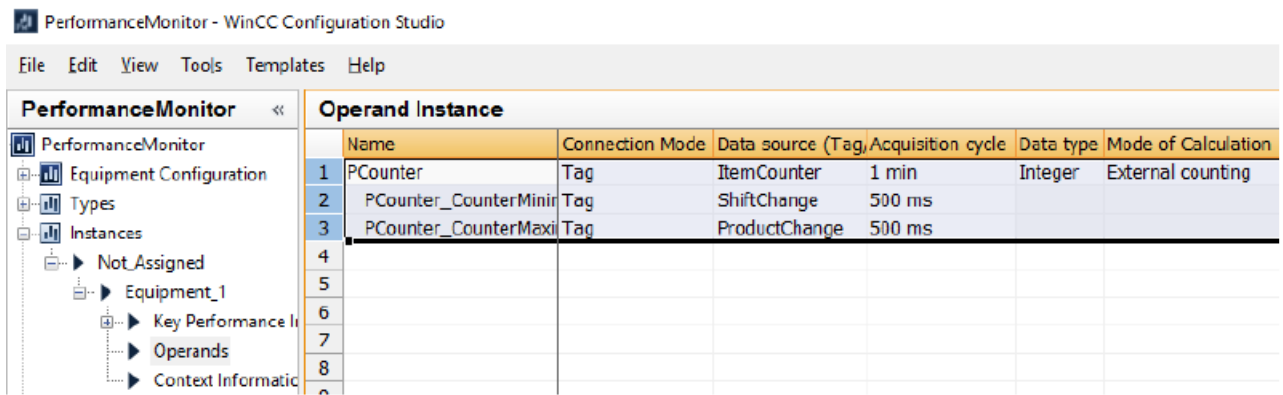 PerformanceMonitor - WinCC Configuration Studio
File Edit View Tools Templates Help
PerformanceMonitor «
Operand Instance
PerformanceMonitor
Equipment Configuration
Types
Instances
Not_Assigned
Equipment_1
Key Performance I
Operands
Context Informatic
Name Connection Mode Data source (Tag, Acquisition cycle Data type Mode of Calculation
1 PCounter Tag ItemCounter 1 min Integer External counting
2 PCounter_CounterMinir Tag ShiftChange 500 ms
3 PCounter_CounterMaxi Tag ProductChange 500 ms
4
5
6
7
8